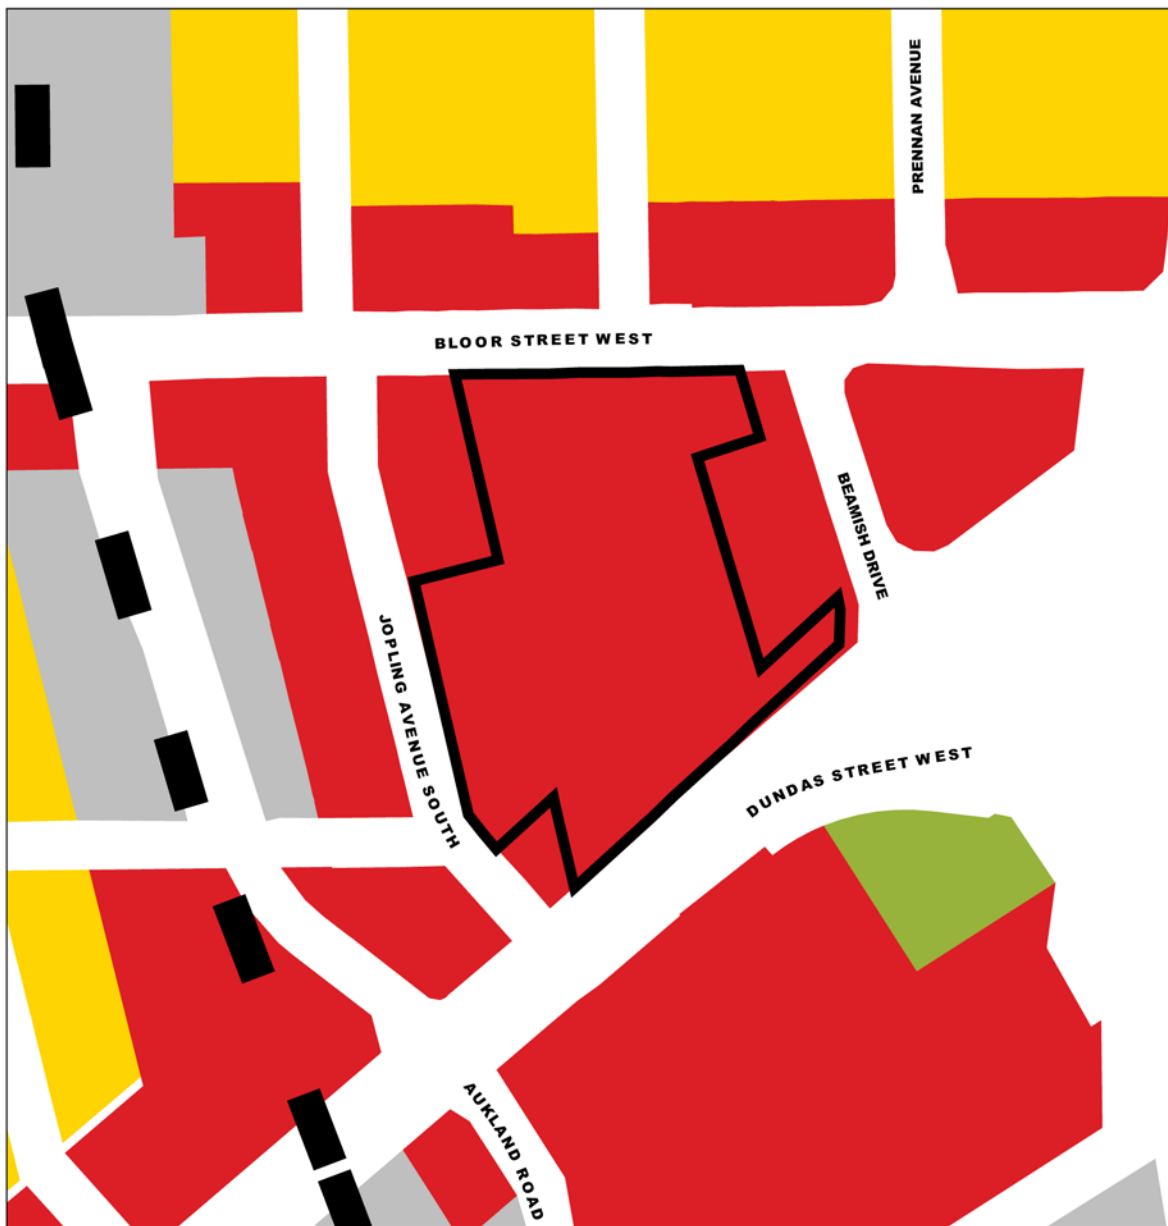 PRENNAN AVENUE
BLOOR STREET WEST
BEAMISH DRIVE
JOPLING AVENUE SOUTH
DUNDAS STREET WEST
AUKLAND ROAD